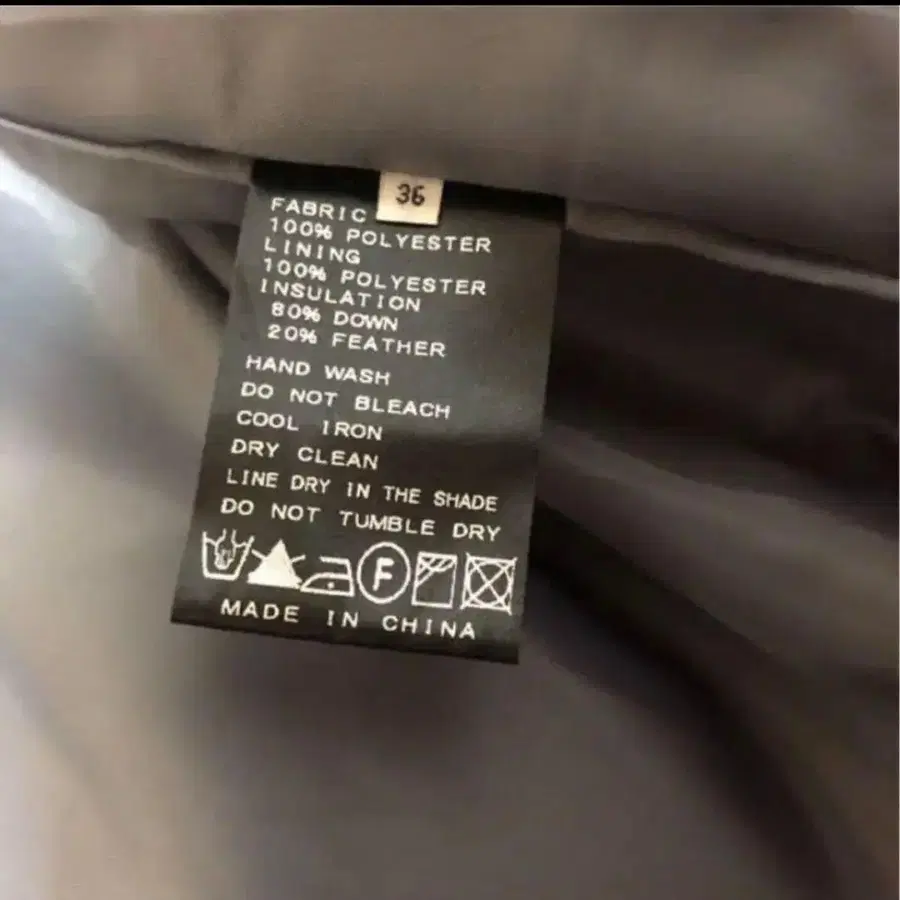 36
FABRIC
100% POLYESTER
LINING
100% POLYESTER
INSULATION
80% DOWN
20% FEATHER
HAND WASH
DO NOT BLEACH
COOL IRON
DRY CLEAN
LINE DRY IN THE SHADE
DO NOT TUMBLE DRY
F
MADE IN CHINA